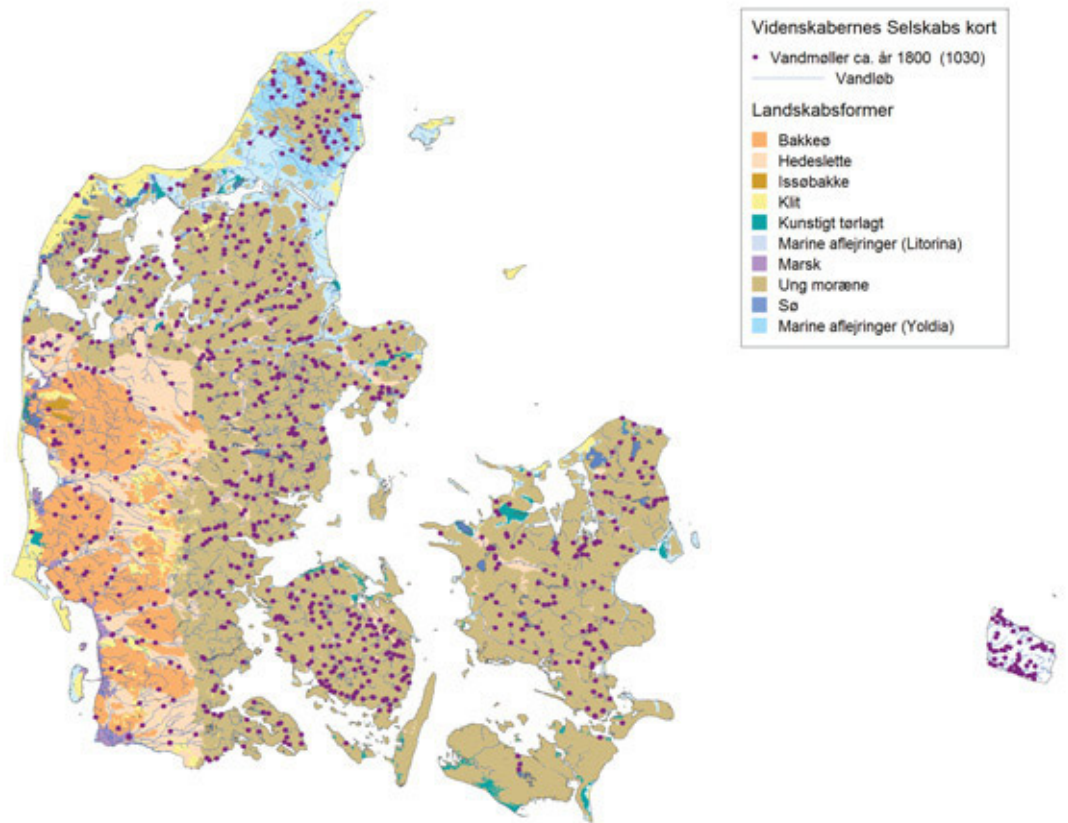 Videnskabernes Selskabs kort
Vandmøller ca. år 1800 (1030)
Vandløb
Landskabsformer
Bakkeø
Hedeslette
Issøbakke
Klit
Kunstigt tørlagt
Marine aflejringer (Litorina)
Marsk
Ung moræne
Sø
Marine aflejringer (Yoldia)